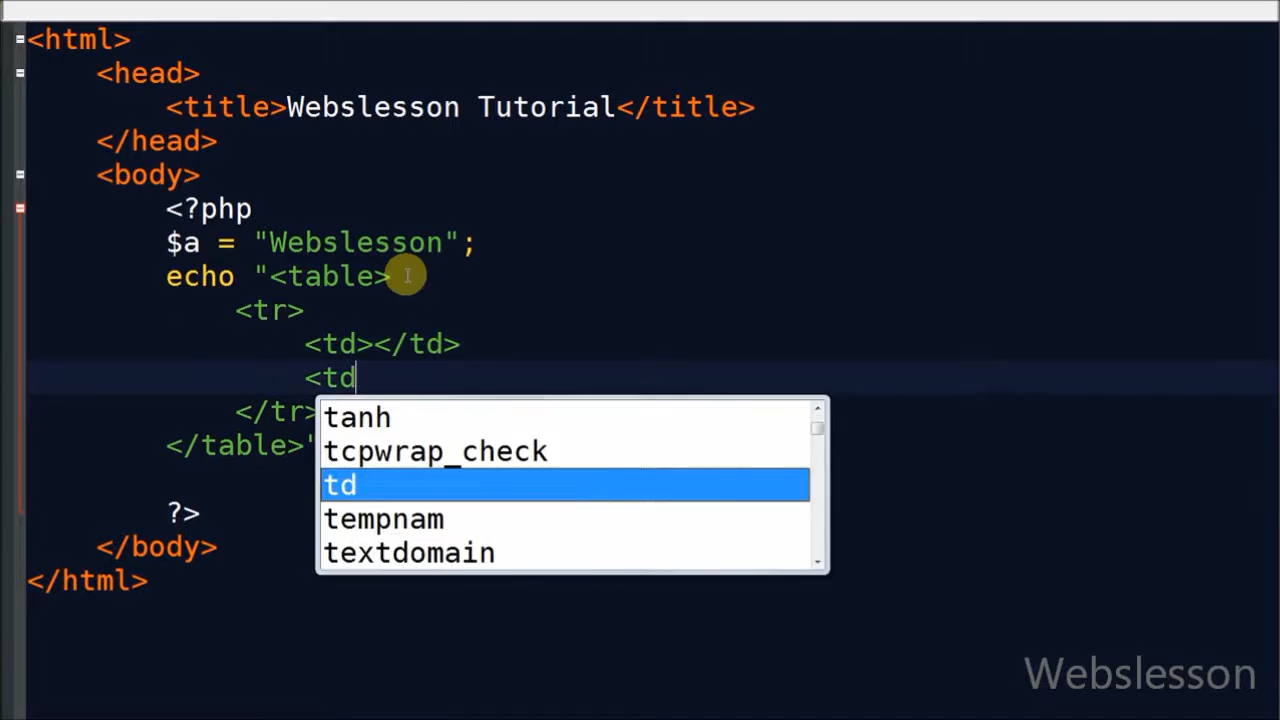 <html>
<head>
<title>Webslesson Tutorial</title>
</head>
<body>
<?php
$a = "Webslesson";
echo "<table>
<tr>
<td></td>
<td
</tr>
</table>"
tanh
tcpwrap_check
td
tempnam
textdomain
?>
</body>
</html>
Webslesson